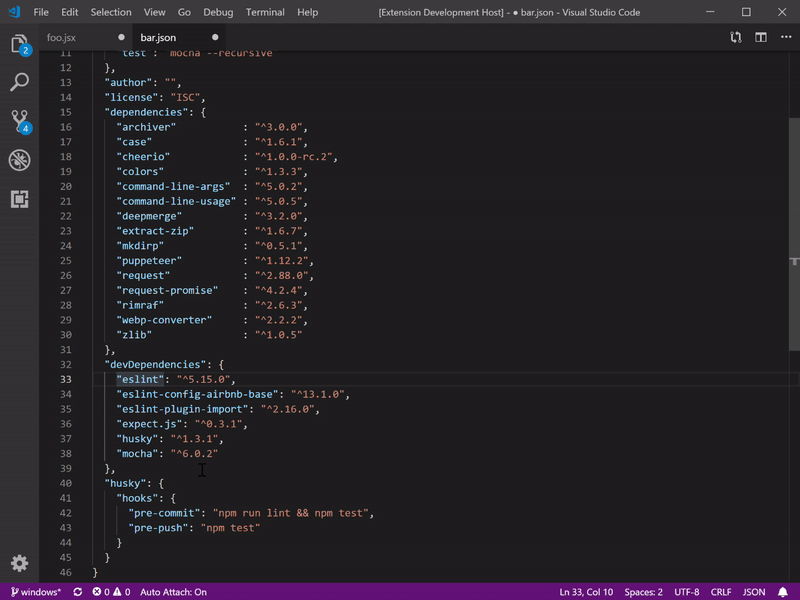 File Edit Selection View Go Debug Terminal Help [Extension Development Host] - ● bar.json - Visual Studio Code
foo.jsx ● bar.json ●
2
4
11 "test": "mocha --recursive"
12 },
13 "author": "",
14 "license": "ISC",
15 "dependencies": {
16 "archiver" : "^3.0.0",
17 "case" : "^1.6.1",
18 "cheerio" : "^1.0.0-rc.2",
19 "colors" : "^1.3.3",
20 "command-line-args" : "^5.0.2",
21 "command-line-usage" : "^5.0.5",
22 "deepmerge" : "^3.2.0",
23 "extract-zip" : "^1.6.7",
24 "mkdirp" : "^0.5.1",
25 "puppeteer" : "^1.12.2",
26 "request" : "^2.88.0",
27 "request-promise" : "^4.2.4",
28 "rimraf" : "^2.6.3",
29 "webp-converter" : "^2.2.2",
30 "zlib" : "^1.0.5"
31 },
32 "devDependencies": {
33 "eslint": "^5.15.0",
34 "eslint-config-airbnb-base": "^13.1.0",
35 "eslint-plugin-import": "^2.16.0",
36 "expect.js": "^0.3.1",
37 "husky": "^1.3.1",
38 "mocha": "^6.0.2"
39 },
40 "husky": {
41 "hooks": {
42 "pre-commit": "npm run lint && npm test",
43 "pre-push": "npm test"
44 }
45 }
46 }
windows* 0 0 Auto Attach: On Ln 33, Col 10 Spaces: 2 UTF-8 CRLF JSON